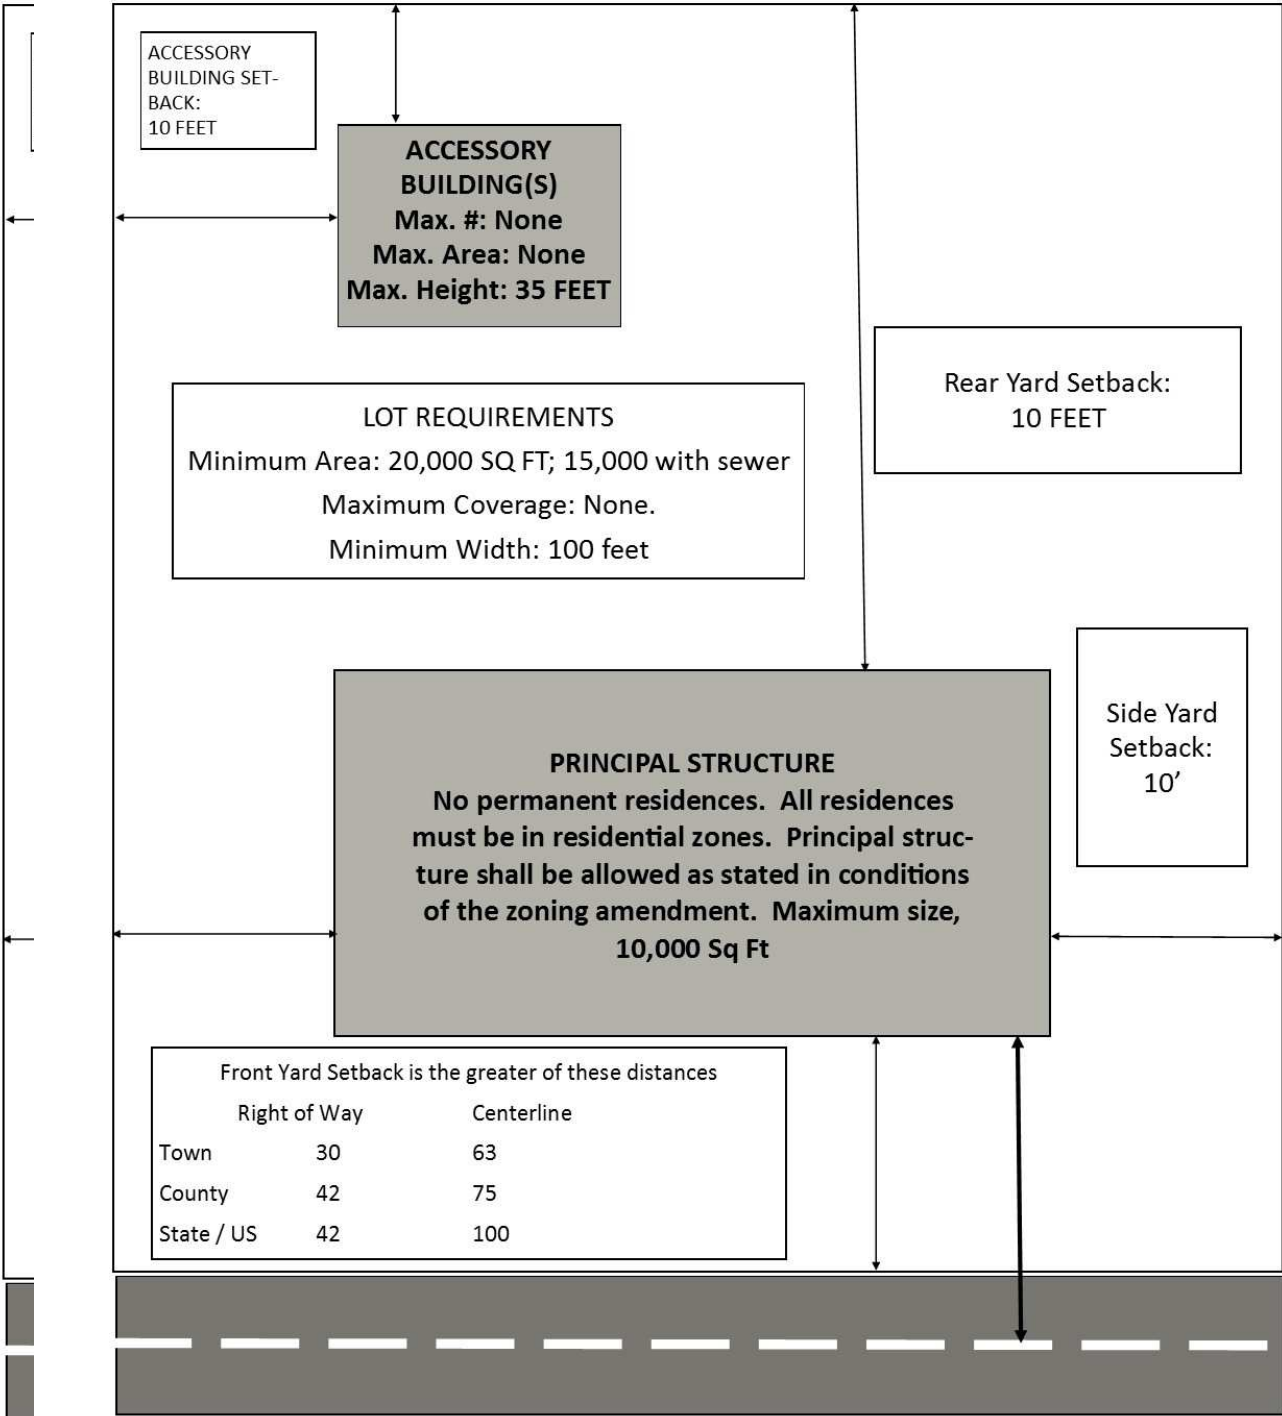 ACCESSORY
BUILDING SET-
BACK:
10 FEET
ACCESSORY
BUILDING(S)
Max. #: None
Max. Area: None
Max. Height: 35 FEET
Rear Yard Setback:
10 FEET
LOT REQUIREMENTS
Minimum Area: 20,000 SQ FT; 15,000 with sewer
Maximum Coverage: None.
Minimum Width: 100 feet
Side Yard
Setback:
10’
PRINCIPAL STRUCTURE
No permanent residences. All residences
must be in residential zones. Principal struc-
ture shall be allowed as stated in conditions
of the zoning amendment. Maximum size,
10,000 Sq Ft
Front Yard Setback is the greater of these distances
Right of Way Centerline
Town 30 63
County 42 75
State / US 42 100